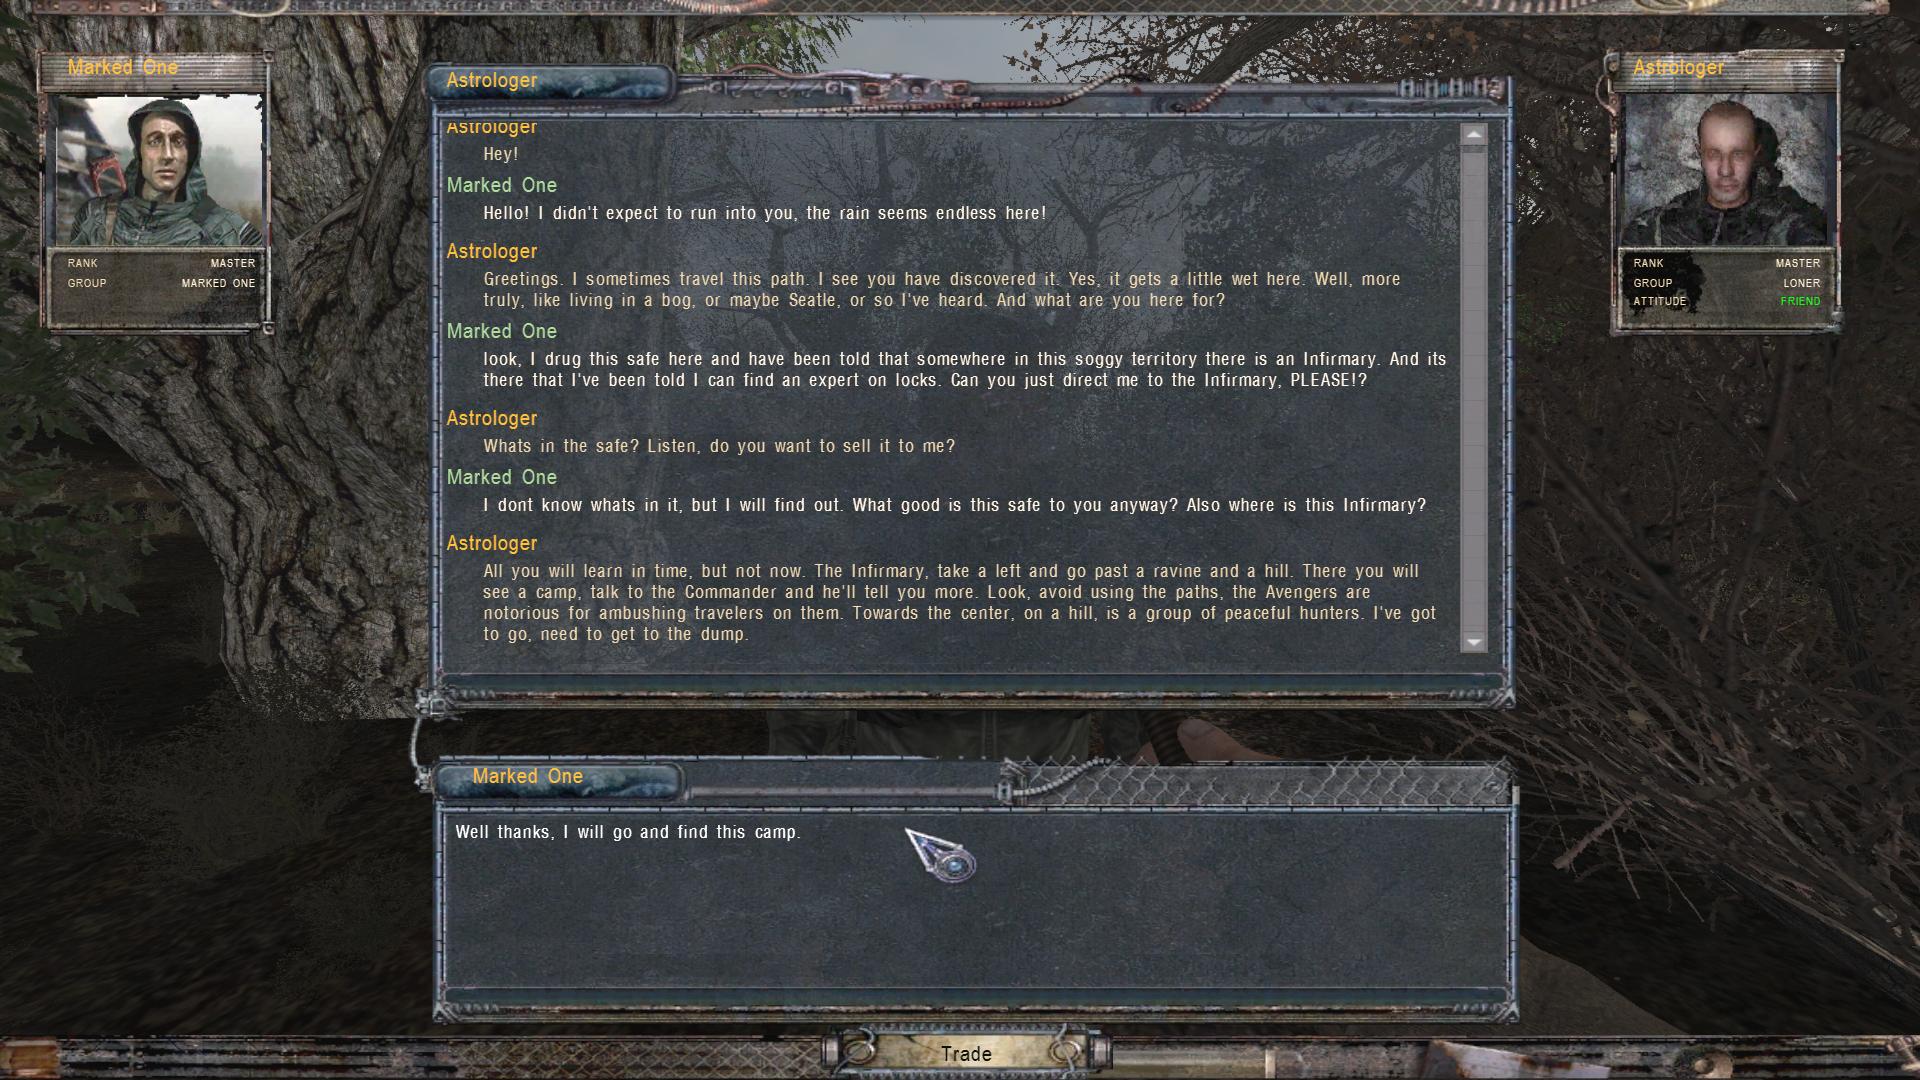 Marked One
RANK MASTER
GROUP MARKED ONE
Astrologer
Astrologer
Hey!
Marked One
Hello! I didn't expect to run into you, the rain seems endless here!
Astrologer
Greetings. I sometimes travel this path. I see you have discovered it. Yes, it gets a little wet here. Well, more
truly, like living in a bog, or maybe Seatle, or so I've heard. And what are you here for?
Marked One
look, I drug this safe here and have been told that somewhere in this soggy territory there is an Infirmary. And its
there that I've been told I can find an expert on locks. Can you just direct me to the Infirmary, PLEASE!?
Astrologer
Whats in the safe? Listen, do you want to sell it to me?
Marked One
I dont know whats in it, but I will find out. What good is this safe to you anyway? Also where is this Infirmary?
Astrologer
All you will learn in time, but not now. The Infirmary, take a left and go past a ravine and a hill. There you will
see a camp, talk to the Commander and he'll tell you more. Look, avoid using the paths, the Avengers are
notorious for ambushing travelers on them. Towards the center, on a hill, is a group of peaceful hunters. I've got
to go, need to get to the dump.
Astrologer
RANK MASTER
GROUP LONER
ATTITUDE FRIEND
Marked One
Well thanks, I will go and find this camp.
Trade